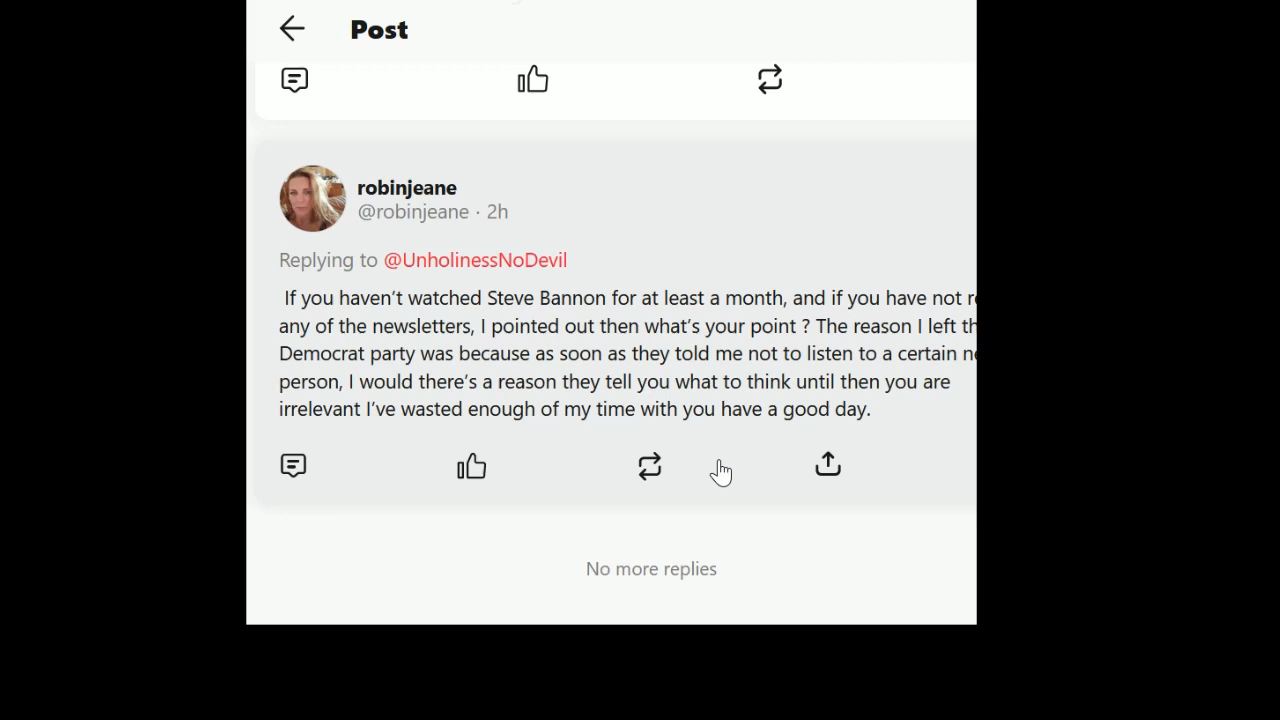 Post
robinjeane
@robinjeane · 2h
Replying to @UnholinessNoDevil
If you haven't watched Steve Bannon for at least a month, and if you have not
any of the newsletters, I pointed out then what's your point ? The reason I left
Democrat party was because as soon as they told me not to listen to a certain
person, I would there's a reason they tell you what to think until then you are
irrelevant I've wasted enough of my time with you have a good day.
No more replies